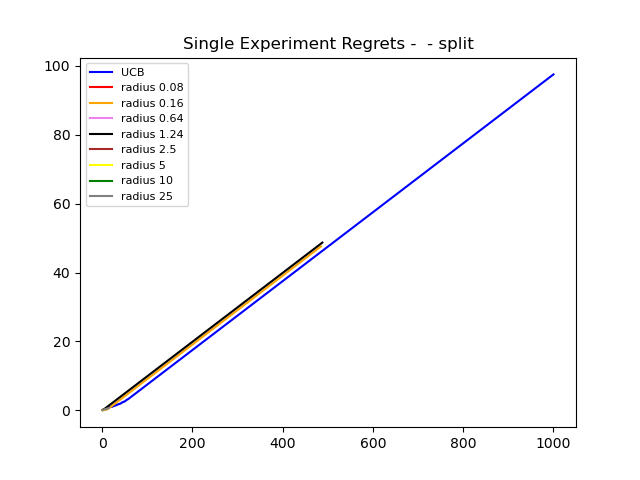 Single Experiment Regrets -  - split
100
80
60
40
20
0
UCB
radius 0.08
radius 0.16
radius 0.64
radius 1.24
radius 2.5
radius 5
radius 10
radius 25
0 200 400 600 800 1000